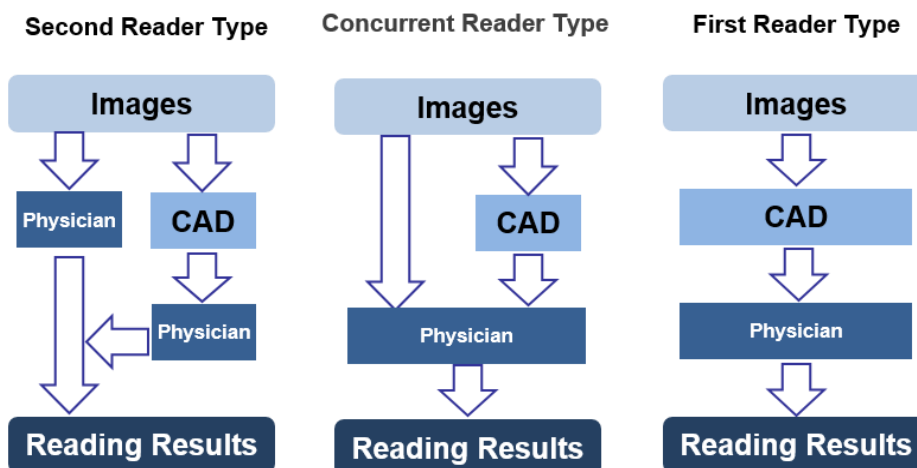 Second Reader Type
Images
Physician
CAD
Physician
Reading Results
Concurrent Reader Type
Images
CAD
Physician
Reading Results
First Reader Type
Images
CAD
Physician
Reading Results